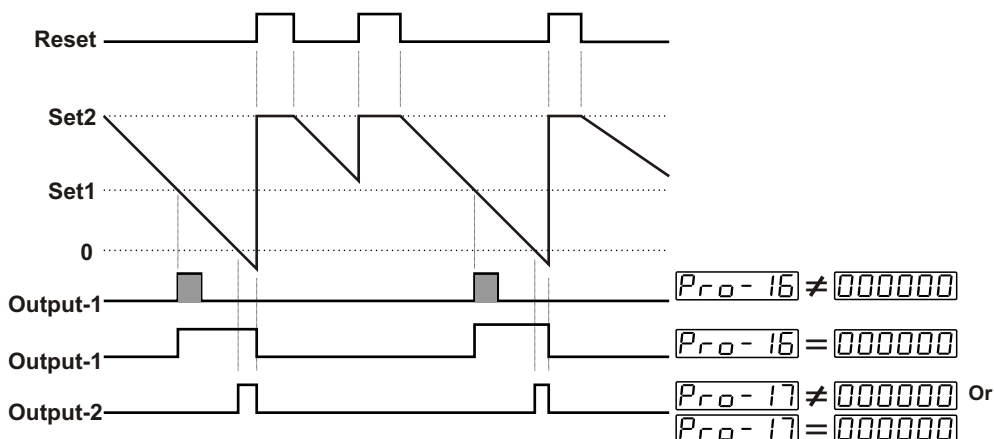 Reset
Set2
Set1
0
Output-1 Pro-16 ≠ 000000
Output-1 Pro-16 = 000000
Output-2 Pro-17 ≠ 000000 Or
Pro-17 = 000000